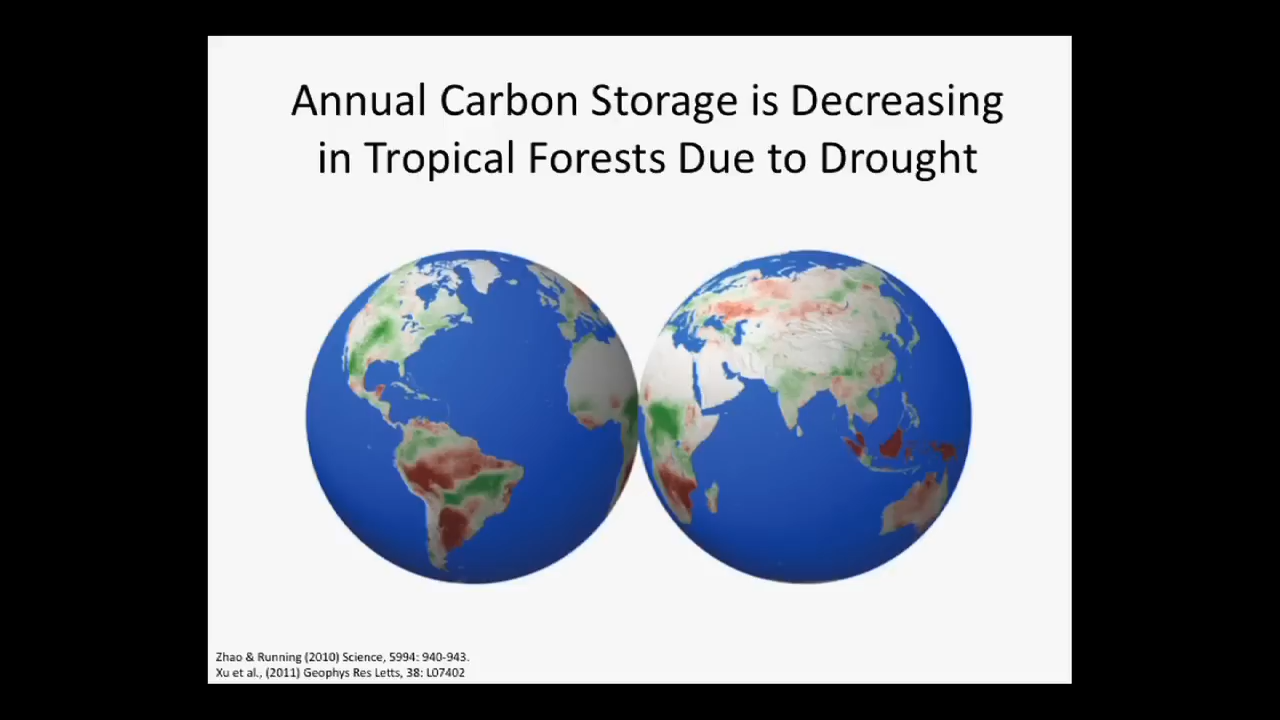 Annual Carbon Storage is Decreasing
in Tropical Forests Due to Drought
Zhao & Running (2010) Science, 5994: 940-943.
Xu et al., (2011) Geophys Res Letts, 38: L07402